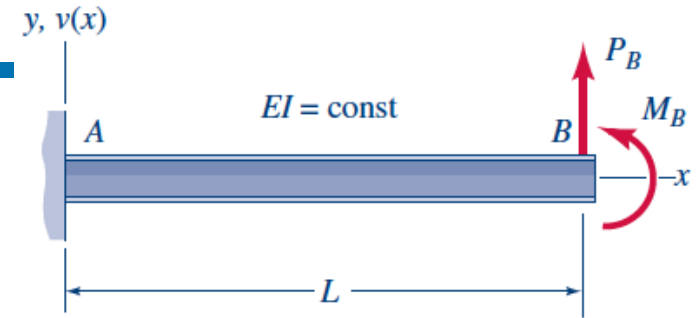 y, v(x)
P_B
EI = const
M_B
A
B
x
L